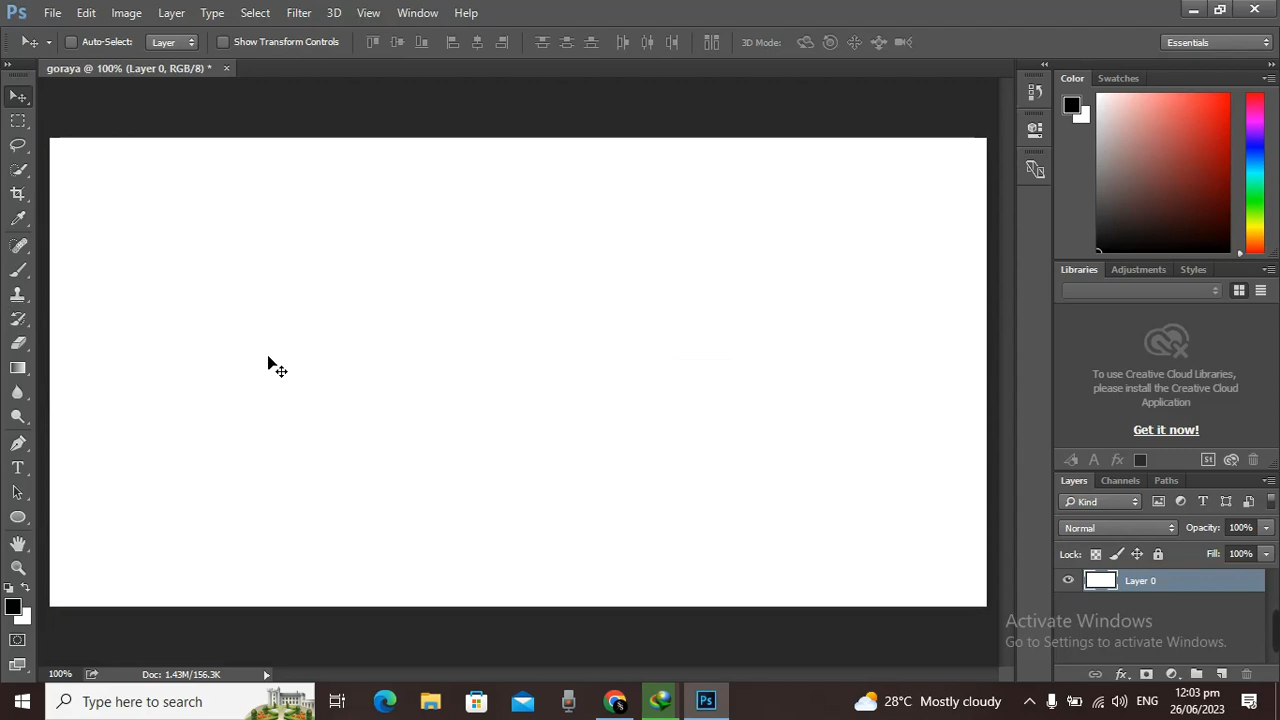 Ps File Edit Image Layer Type Select Filter 3D View Window Help
Auto-Select: Layer Show Transform Controls 3D Mode: Essentials
goraya @ 100% (Layer 0, RGB/8) * ×
Color Swatches
Libraries Adjustments Styles
To use Creative Cloud Libraries,
please install the Creative Cloud
Application
Get it now!
A fx St
Layers Channels Paths
Kind
Normal Opacity: 100%
Lock: Fill: 100%
Layer 0
Activate Windows
Go to Settings to activate Windows.
100% Doc: 1.43M/156.3K
fx
Type here to search
Ps
28°C Mostly cloudy
ENG
12:03 pm
26/06/2023